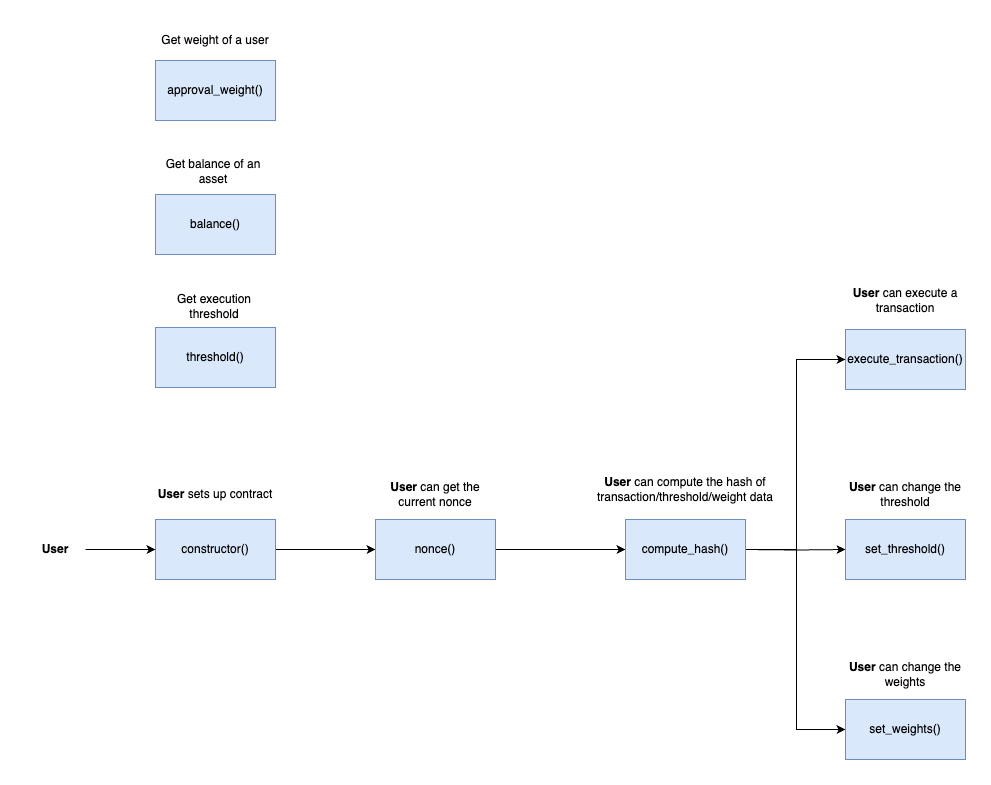 Get weight of a user
approval_weight()
Get balance of an
asset
balance()
Get execution
threshold
threshold()
User can execute a
transaction
execute_transaction()
User sets up contract
User can get the
current nonce
User can compute the hash of
transaction/threshold/weight data
User can change the
threshold
User
constructor()
nonce()
compute_hash()
set_threshold()
User can change the
weights
set_weights()